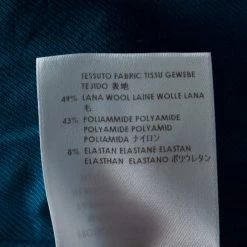 TESSUTO FABRIC TISSU GEWEBE
TEJIDO 表地
49% LANA WOOL LAINE WOLLE LANA
毛
43% POLIAMMIDE POLYAMIDE
POLYAMIDE POLYAMID
POLIAMIDA ナイロン
8% ELASTAN ELASTANE ELASTAN
ELASTHAN ELASTANO ポリウレタン